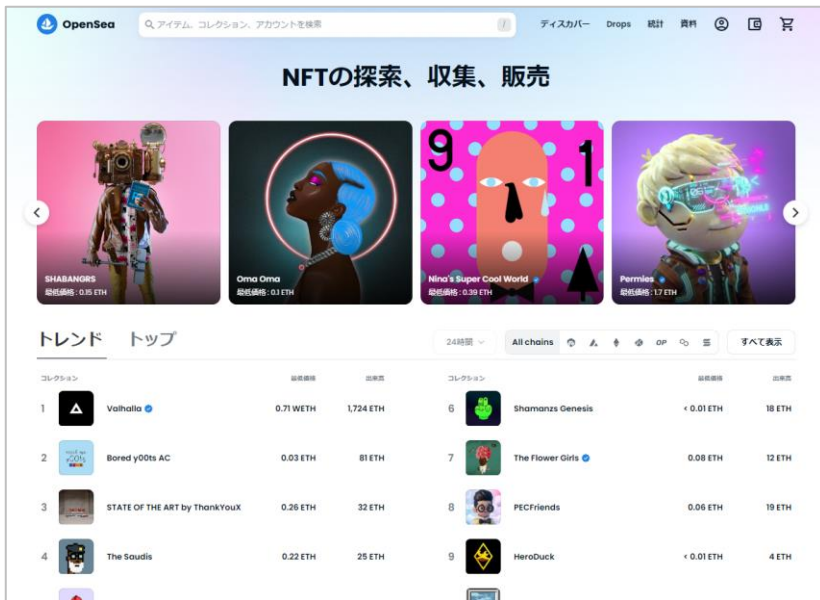 OpenSea
アイテム、コレクション、アカウントを検索
/
ディスカバー
Drops
統計
資料
NFTの探索、収集、販売
9
1
SHABANGRS
最低価格 : 0.15 ETH
Oma Oma
最低価格 : 0.1 ETH
Nina's Super Cool World
最低価格 : 0.39 ETH
Permies
最低価格 : 1.7 ETH
トレンド
トップ
24時間
All chains
OP
すべて表示
コレクション 最低価格 出来高
1 Valhalla 0.71 WETH 1,724 ETH
2 Bored y00ts AC 0.03 ETH 81 ETH
3 STATE OF THE ART by ThankYouX 0.26 ETH 32 ETH
4 The Saudis 0.22 ETH 25 ETH
コレクション 最低価格 出来高
6 Shamanzs Genesis < 0.01 ETH 18 ETH
7 The Flower Girls 0.08 ETH 12 ETH
8 PECFriends 0.06 ETH 19 ETH
9 HeroDuck < 0.01 ETH 4 ETH